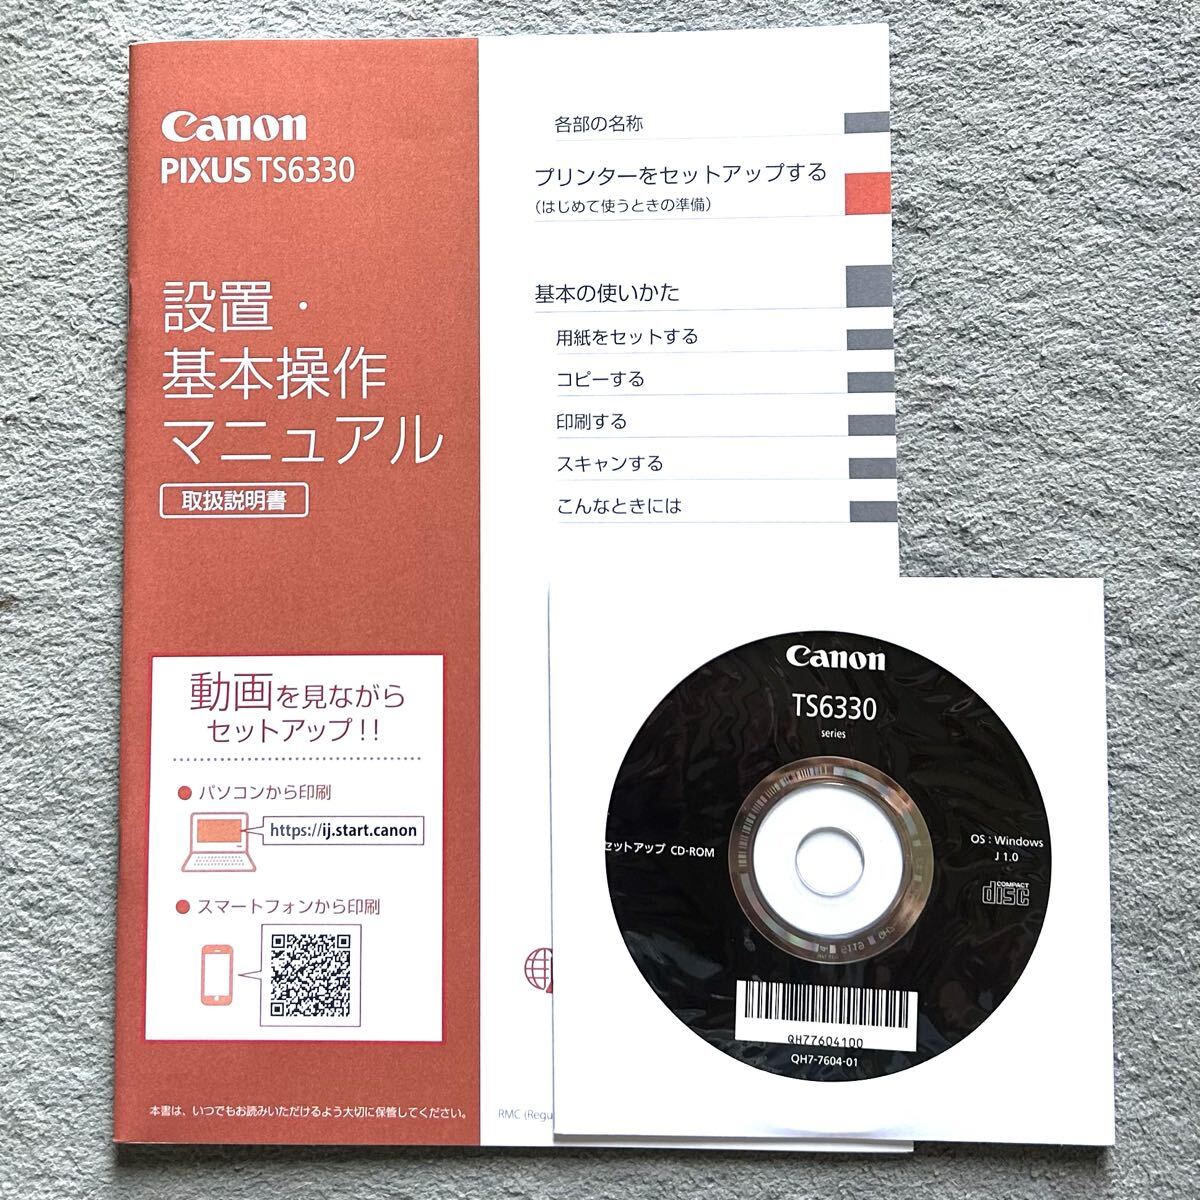 Canon
PIXUS TS6330
設置・
基本操作
マニュアル
取扱説明書
動画を見ながら
セットアップ!!
● パソコンから印刷
https://ij.start.canon
● スマートフォンから印刷
本書は、いつでもお読みいただけるよう大切に保管してください。
各部の名称
プリンターをセットアップする
(はじめて使うときの準備)
基本の使いかた
用紙をセットする
コピーする
印刷する
スキャンする
こんなときには
RMC (Regu
Canon
TS6330
series
セットアップ CD-ROM
OS : Windows
J 1.0
COMPACT
disc
QH77604100
QH7-7604-01